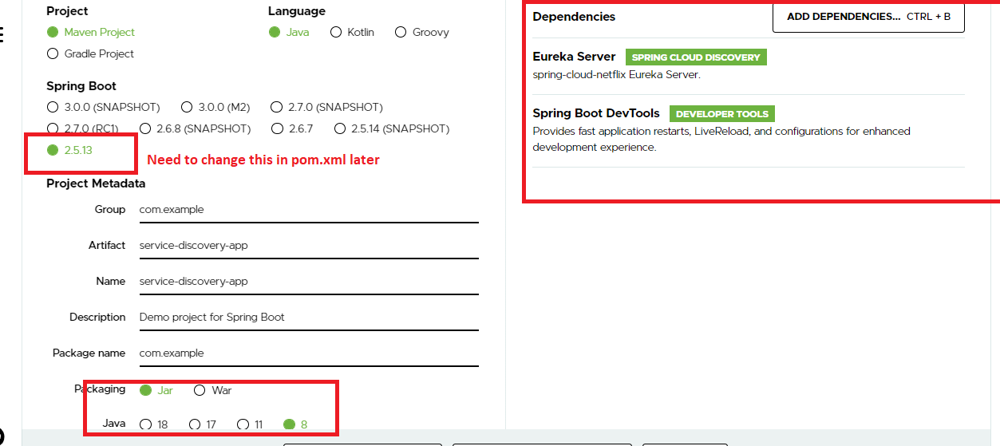 Project
Maven Project
Gradle Project
Language
Java Kotlin Groovy
Spring Boot
3.0.0 (SNAPSHOT) 3.0.0 (M2) 2.7.0 (SNAPSHOT)
2.7.0 (RC1) 2.6.8 (SNAPSHOT) 2.6.7 2.5.14 (SNAPSHOT)
2.5.13
Need to change this in pom.xml later
Project Metadata
Group com.example
Artifact service-discovery-app
Name service-discovery-app
Description Demo project for Spring Boot
Package name com.example
Packaging Jar War
Java 18 17 11 8
Dependencies ADD DEPENDENCIES... CTRL + B
Eureka Server SPRING CLOUD DISCOVERY
spring-cloud-netflix Eureka Server.
Spring Boot DevTools DEVELOPER TOOLS
Provides fast application restarts, LiveReload, and configurations for enhanced
development experience.